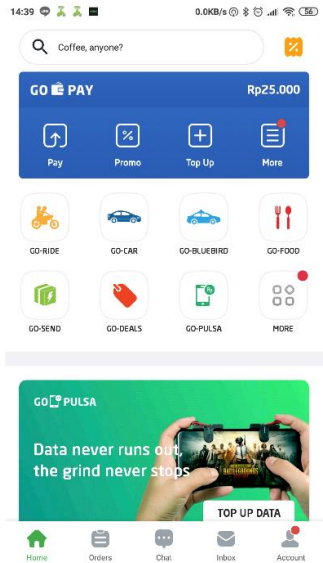 14:39
0.0KB/s
56
Coffee, anyone?
GO PAY
Rp25.000
Pay
Promo
Top Up
More
GO-RIDE
GO-CAR
GO-BLUEBIRD
GO-FOOD
GO-SEND
GO-DEALS
GO-PULSA
MORE
GO PULSA
Data never runs out,
the grind never stops
BATTLEGROUNDS
TOP UP DATA
Home
Orders
Chat
Inbox
Account